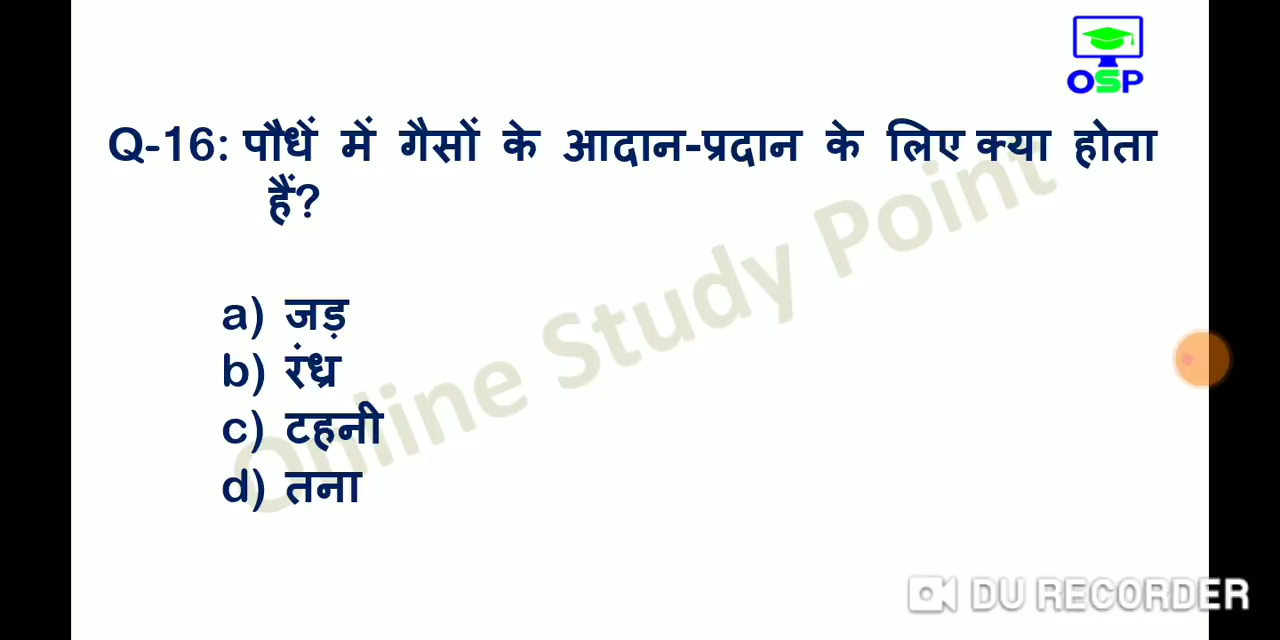 OSP
Q-16: पौधें में गैसों के आदान-प्रदान के लिए क्या होता
हैं?
a) जड़
b) रंध्र
c) टहनी
d) तना
Online Study Point
DU RECORDER